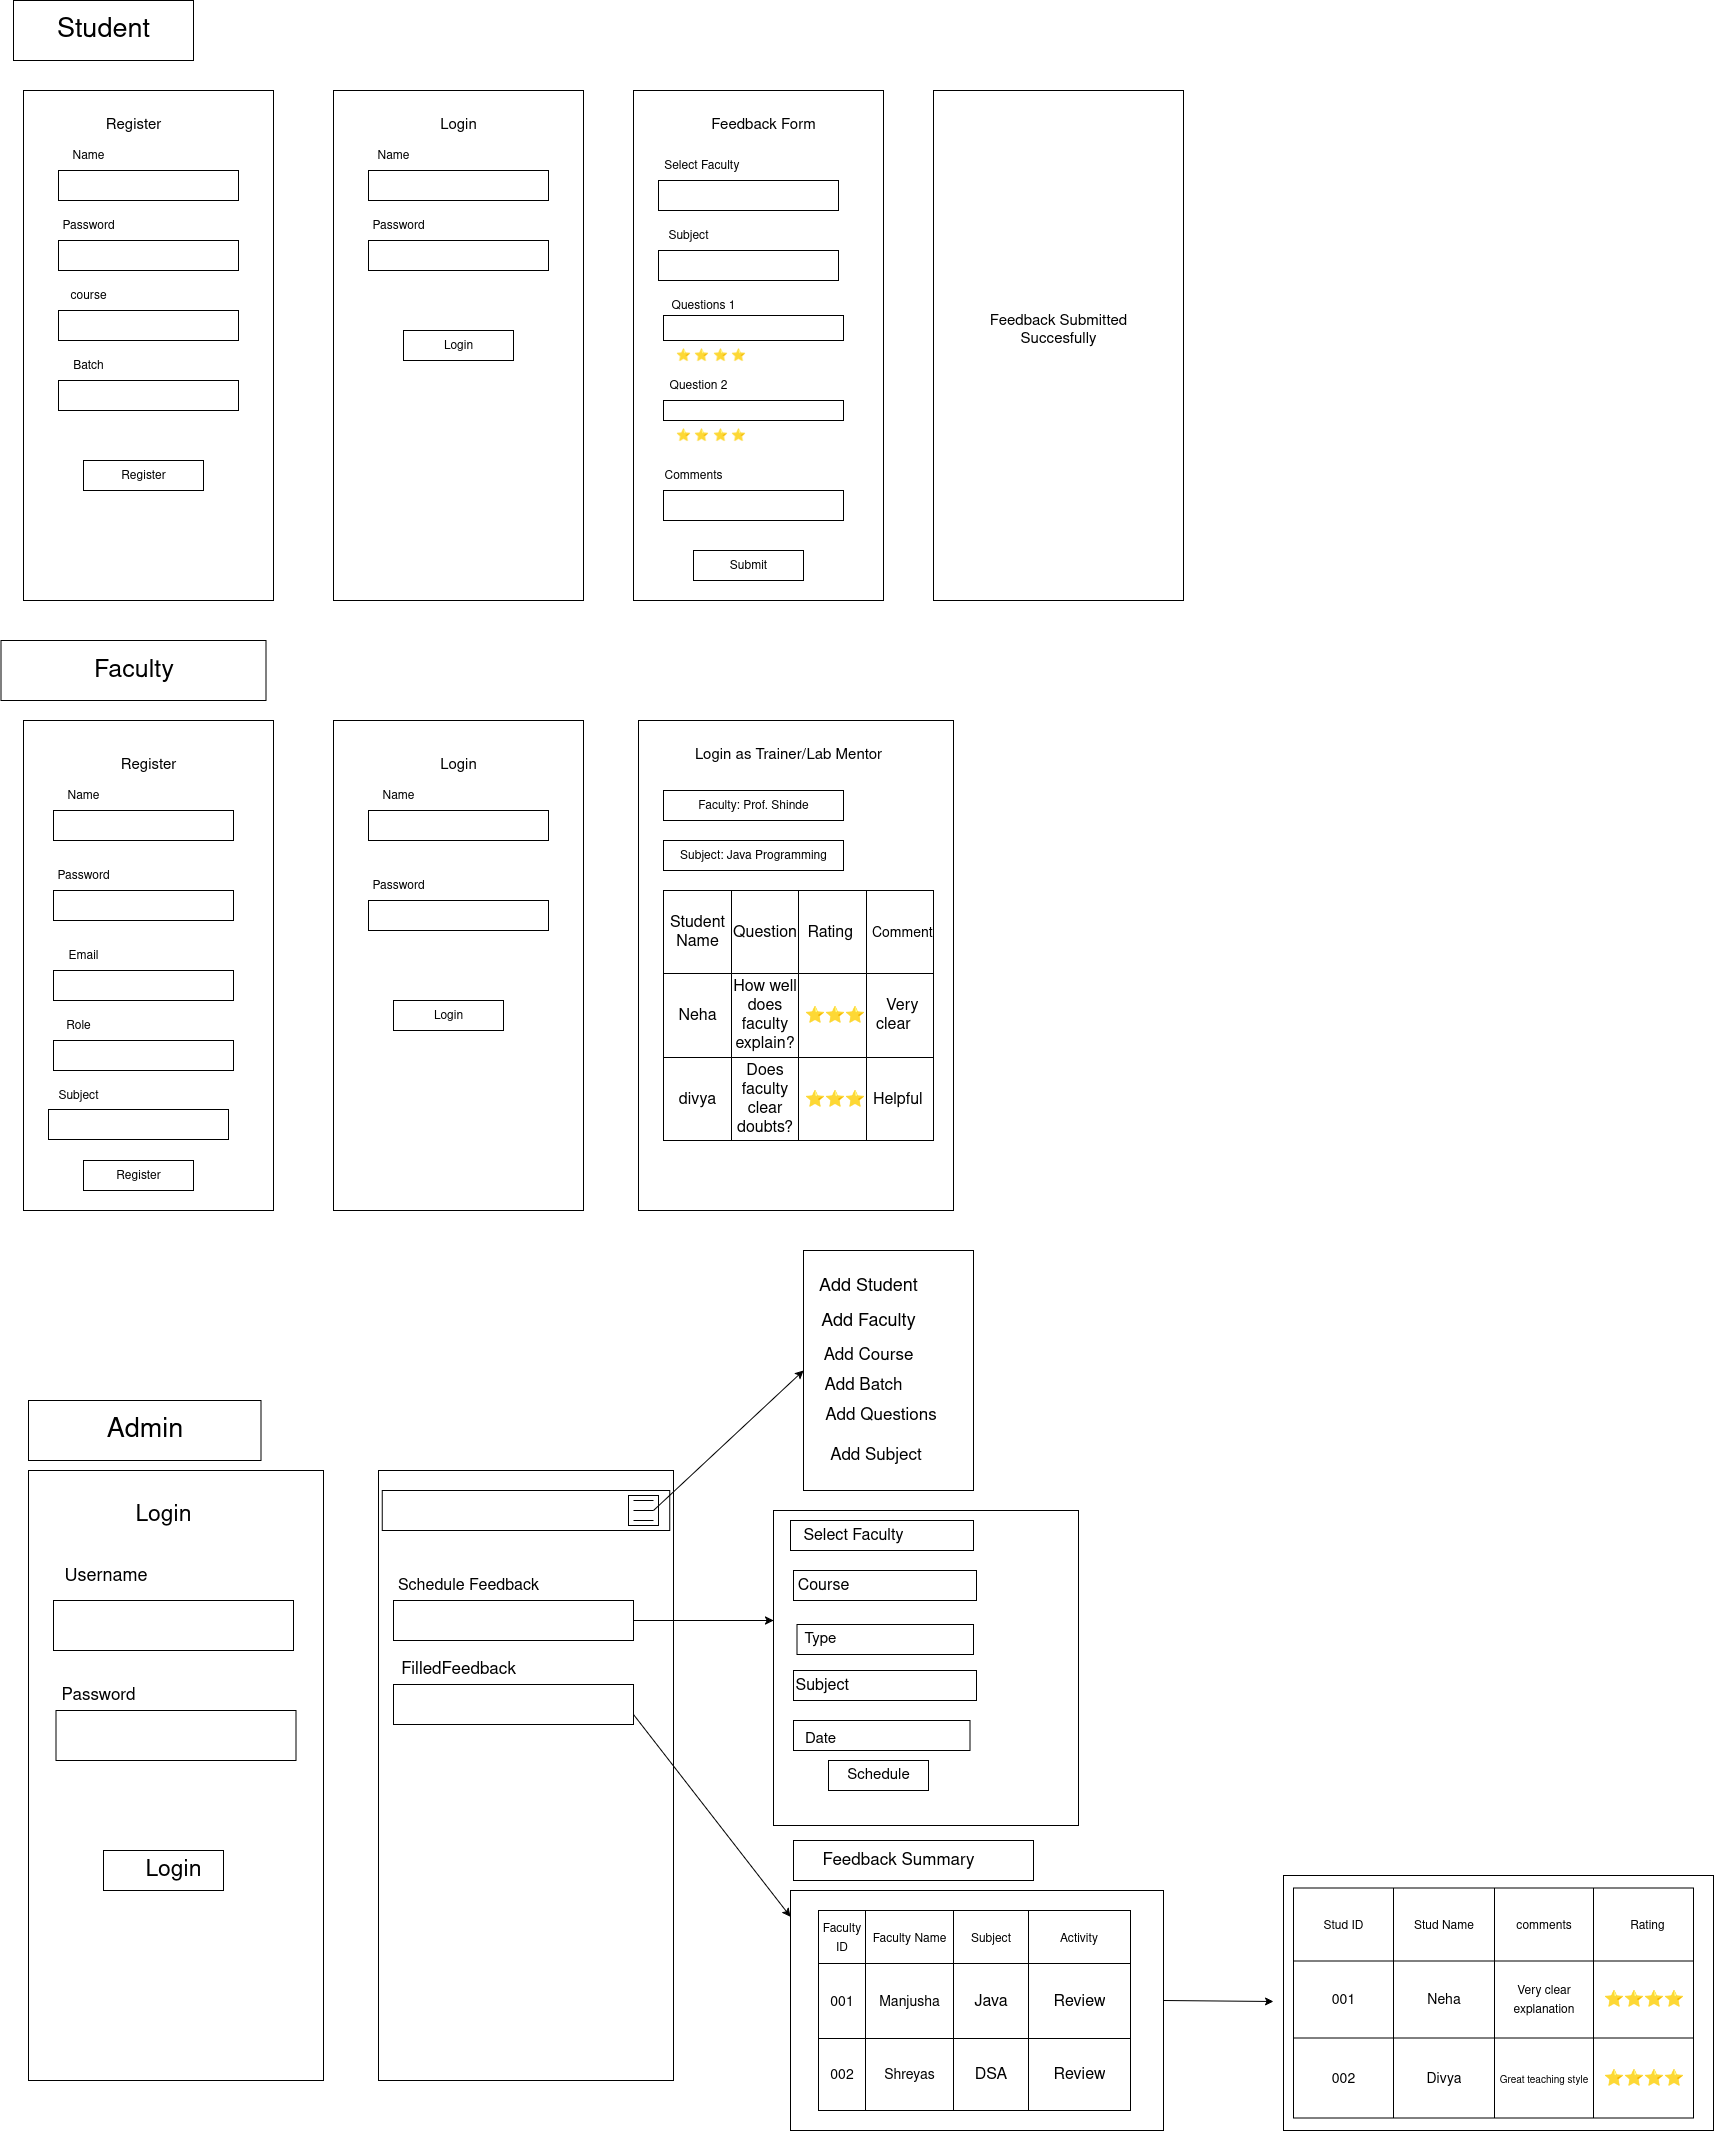 Student
Register
Name
Password
course
Batch
Register
Login
Name
Password
Login
Feedback Form
Select Faculty
Subject
Questions 1
⭐ ⭐ ⭐ ⭐
Question 2
⭐ ⭐ ⭐ ⭐
Comments
Submit
Feedback Submitted
Succesfully
Faculty
Register
Name
Password
Email
Role
Subject
Register
Login
Name
Password
Login
Login as Trainer/Lab Mentor
Faculty: Prof. Shinde
Subject: Java Programming
Student
Name
Question
Rating
Comment
Neha
How well
does
faculty
explain?
⭐⭐⭐
Very
clear
divya
Does
faculty
clear
doubts?
⭐⭐⭐
Helpful
Admin
Login
Username
Password
Login
Schedule Feedback
FilledFeedback
Add Student
Add Faculty
Add Course
Add Batch
Add Questions
Add Subject
Select Faculty
Course
Type
Subject
Date
Schedule
Feedback Summary
Faculty
ID
Faculty Name
Subject
Activity
001
Manjusha
Java
Review
002
Shreyas
DSA
Review
Stud ID
Stud Name
comments
Rating
001
Neha
Very clear
explanation
⭐⭐⭐⭐
002
Divya
Great teaching style
⭐⭐⭐⭐